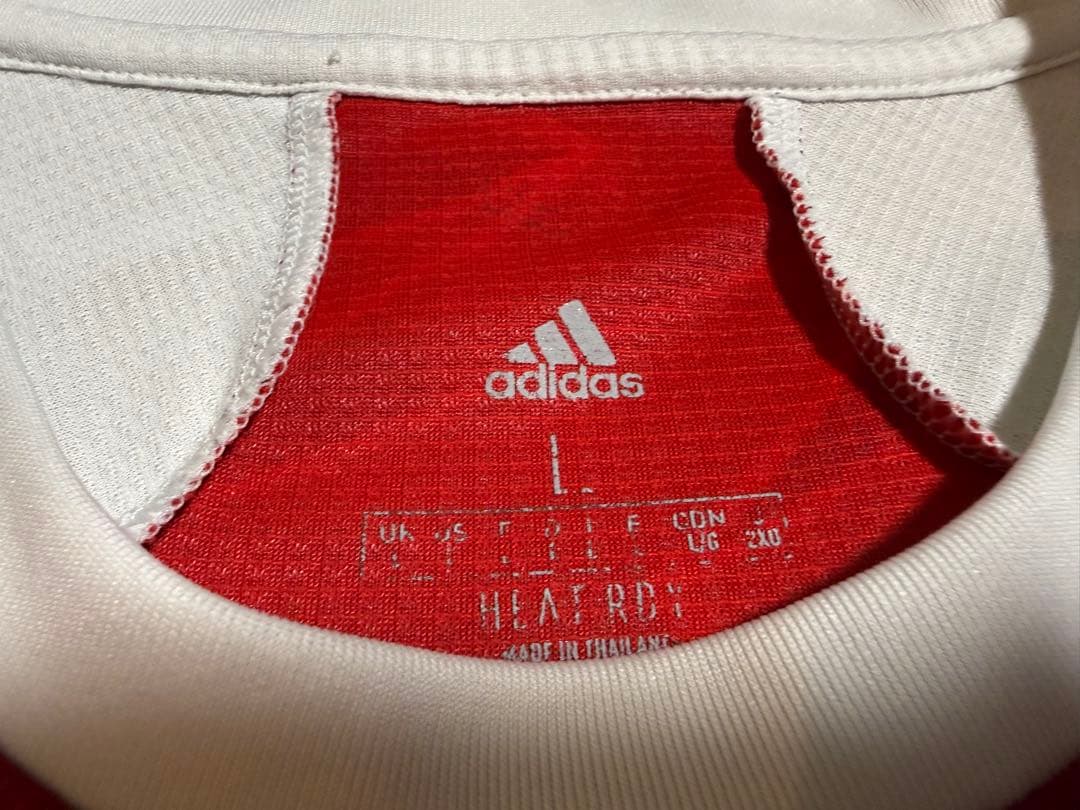 adidas
L
UK US F D I E CDN J
L/G 2XO
HEAT.RDY
MADE IN THAILAND